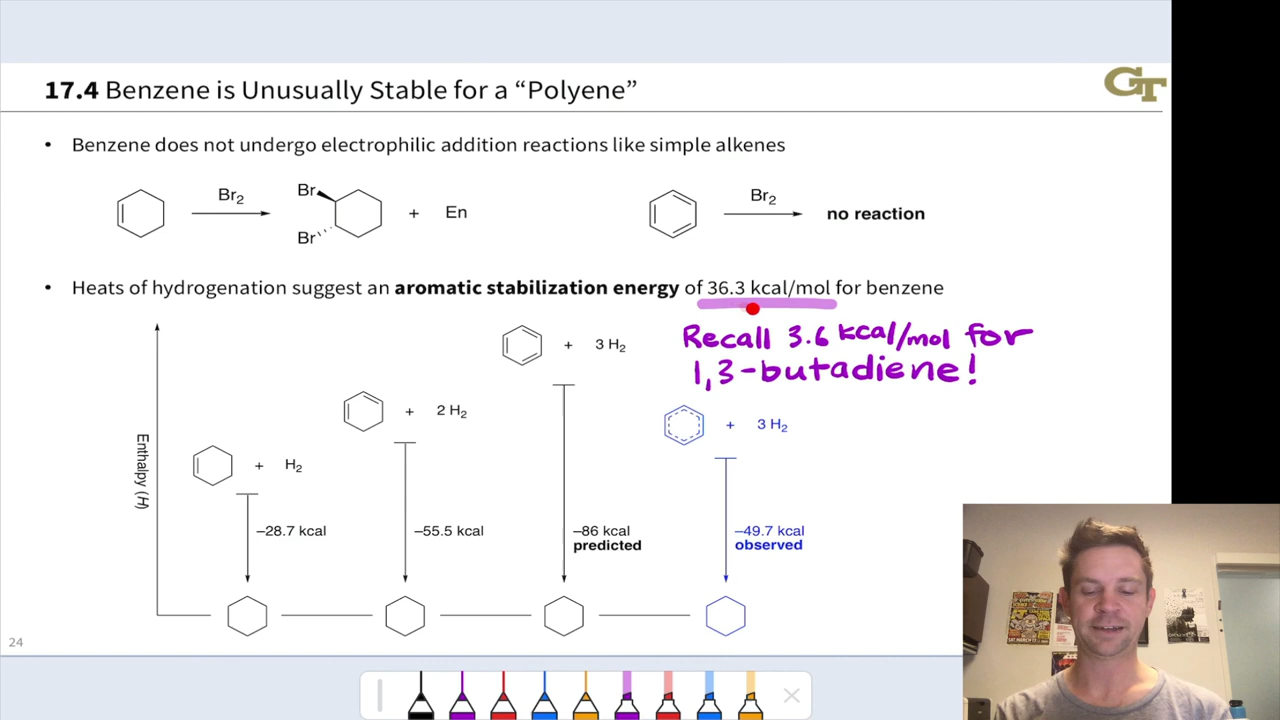 17.4 Benzene is Unusually Stable for a “Polyene”
GT
• Benzene does not undergo electrophilic addition reactions like simple alkenes
Br2
Br
Br
+ En
Br2
no reaction
• Heats of hydrogenation suggest an aromatic stabilization energy of 36.3 kcal/mol for benzene
Recall 3.6 kcal/mol for
1,3-butadiene!
+ 3 H2
+ 2 H2
+ 3 H2
+ H2
Enthalpy (H)
–28.7 kcal
–55.5 kcal
–86 kcal
predicted
–49.7 kcal
observed
24